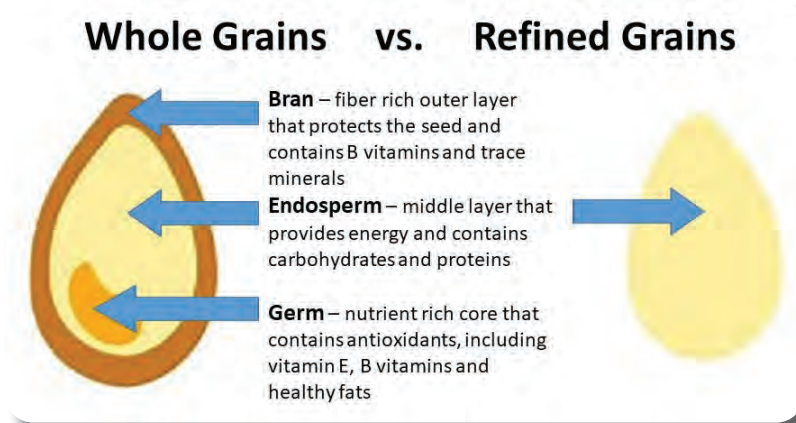 Whole Grains vs. Refined Grains
Bran – fiber rich outer layer
that protects the seed and
contains B vitamins and trace
minerals
Endosperm – middle layer that
provides energy and contains
carbohydrates and proteins
Germ – nutrient rich core that
contains antioxidants, including
vitamin E, B vitamins and
healthy fats